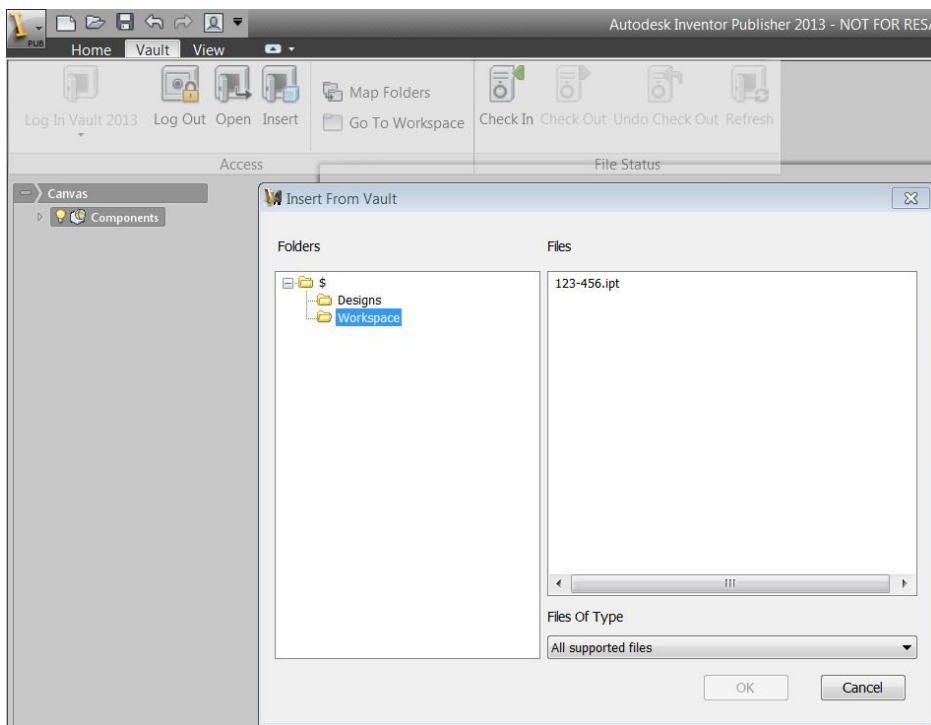 Autodesk Inventor Publisher 2013 - NOT FOR RESA
PUB
Home Vault View
Log In Vault 2013
Log Out
Open
Insert
Map Folders
Go To Workspace
Check In
Check Out
Undo Check Out
Refresh
Access
File Status
Canvas
Components
Insert From Vault
Folders
Files
$
Designs
Workspace
123-456.ipt
Files Of Type
All supported files
OK
Cancel